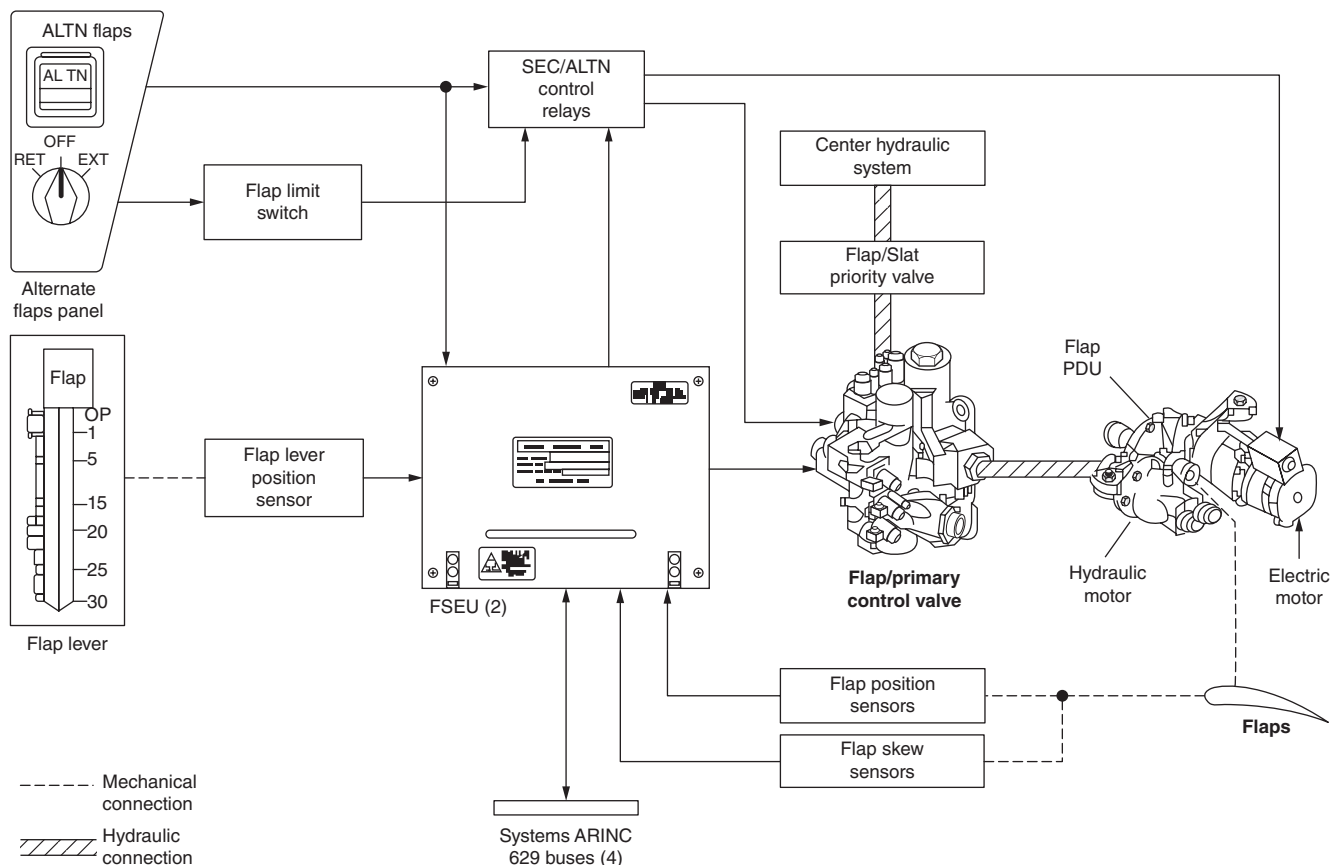 ALTN flaps
AL TN
OFF
RET
EXT
Alternate
flaps panel
Flap limit
switch
SEC/ALTN
control
relays
Center hydraulic
system
Flap/Slat
priority valve
Flap
OP
1
5
15
20
25
30
Flap lever
Flap lever
position
sensor
FSEU (2)
Flap/primary
control valve
Flap
PDU
Hydraulic
motor
Electric
motor
Flap position
sensors
Flap skew
sensors
Flaps
Systems ARINC
629 buses (4)
Mechanical
connection
Hydraulic
connection